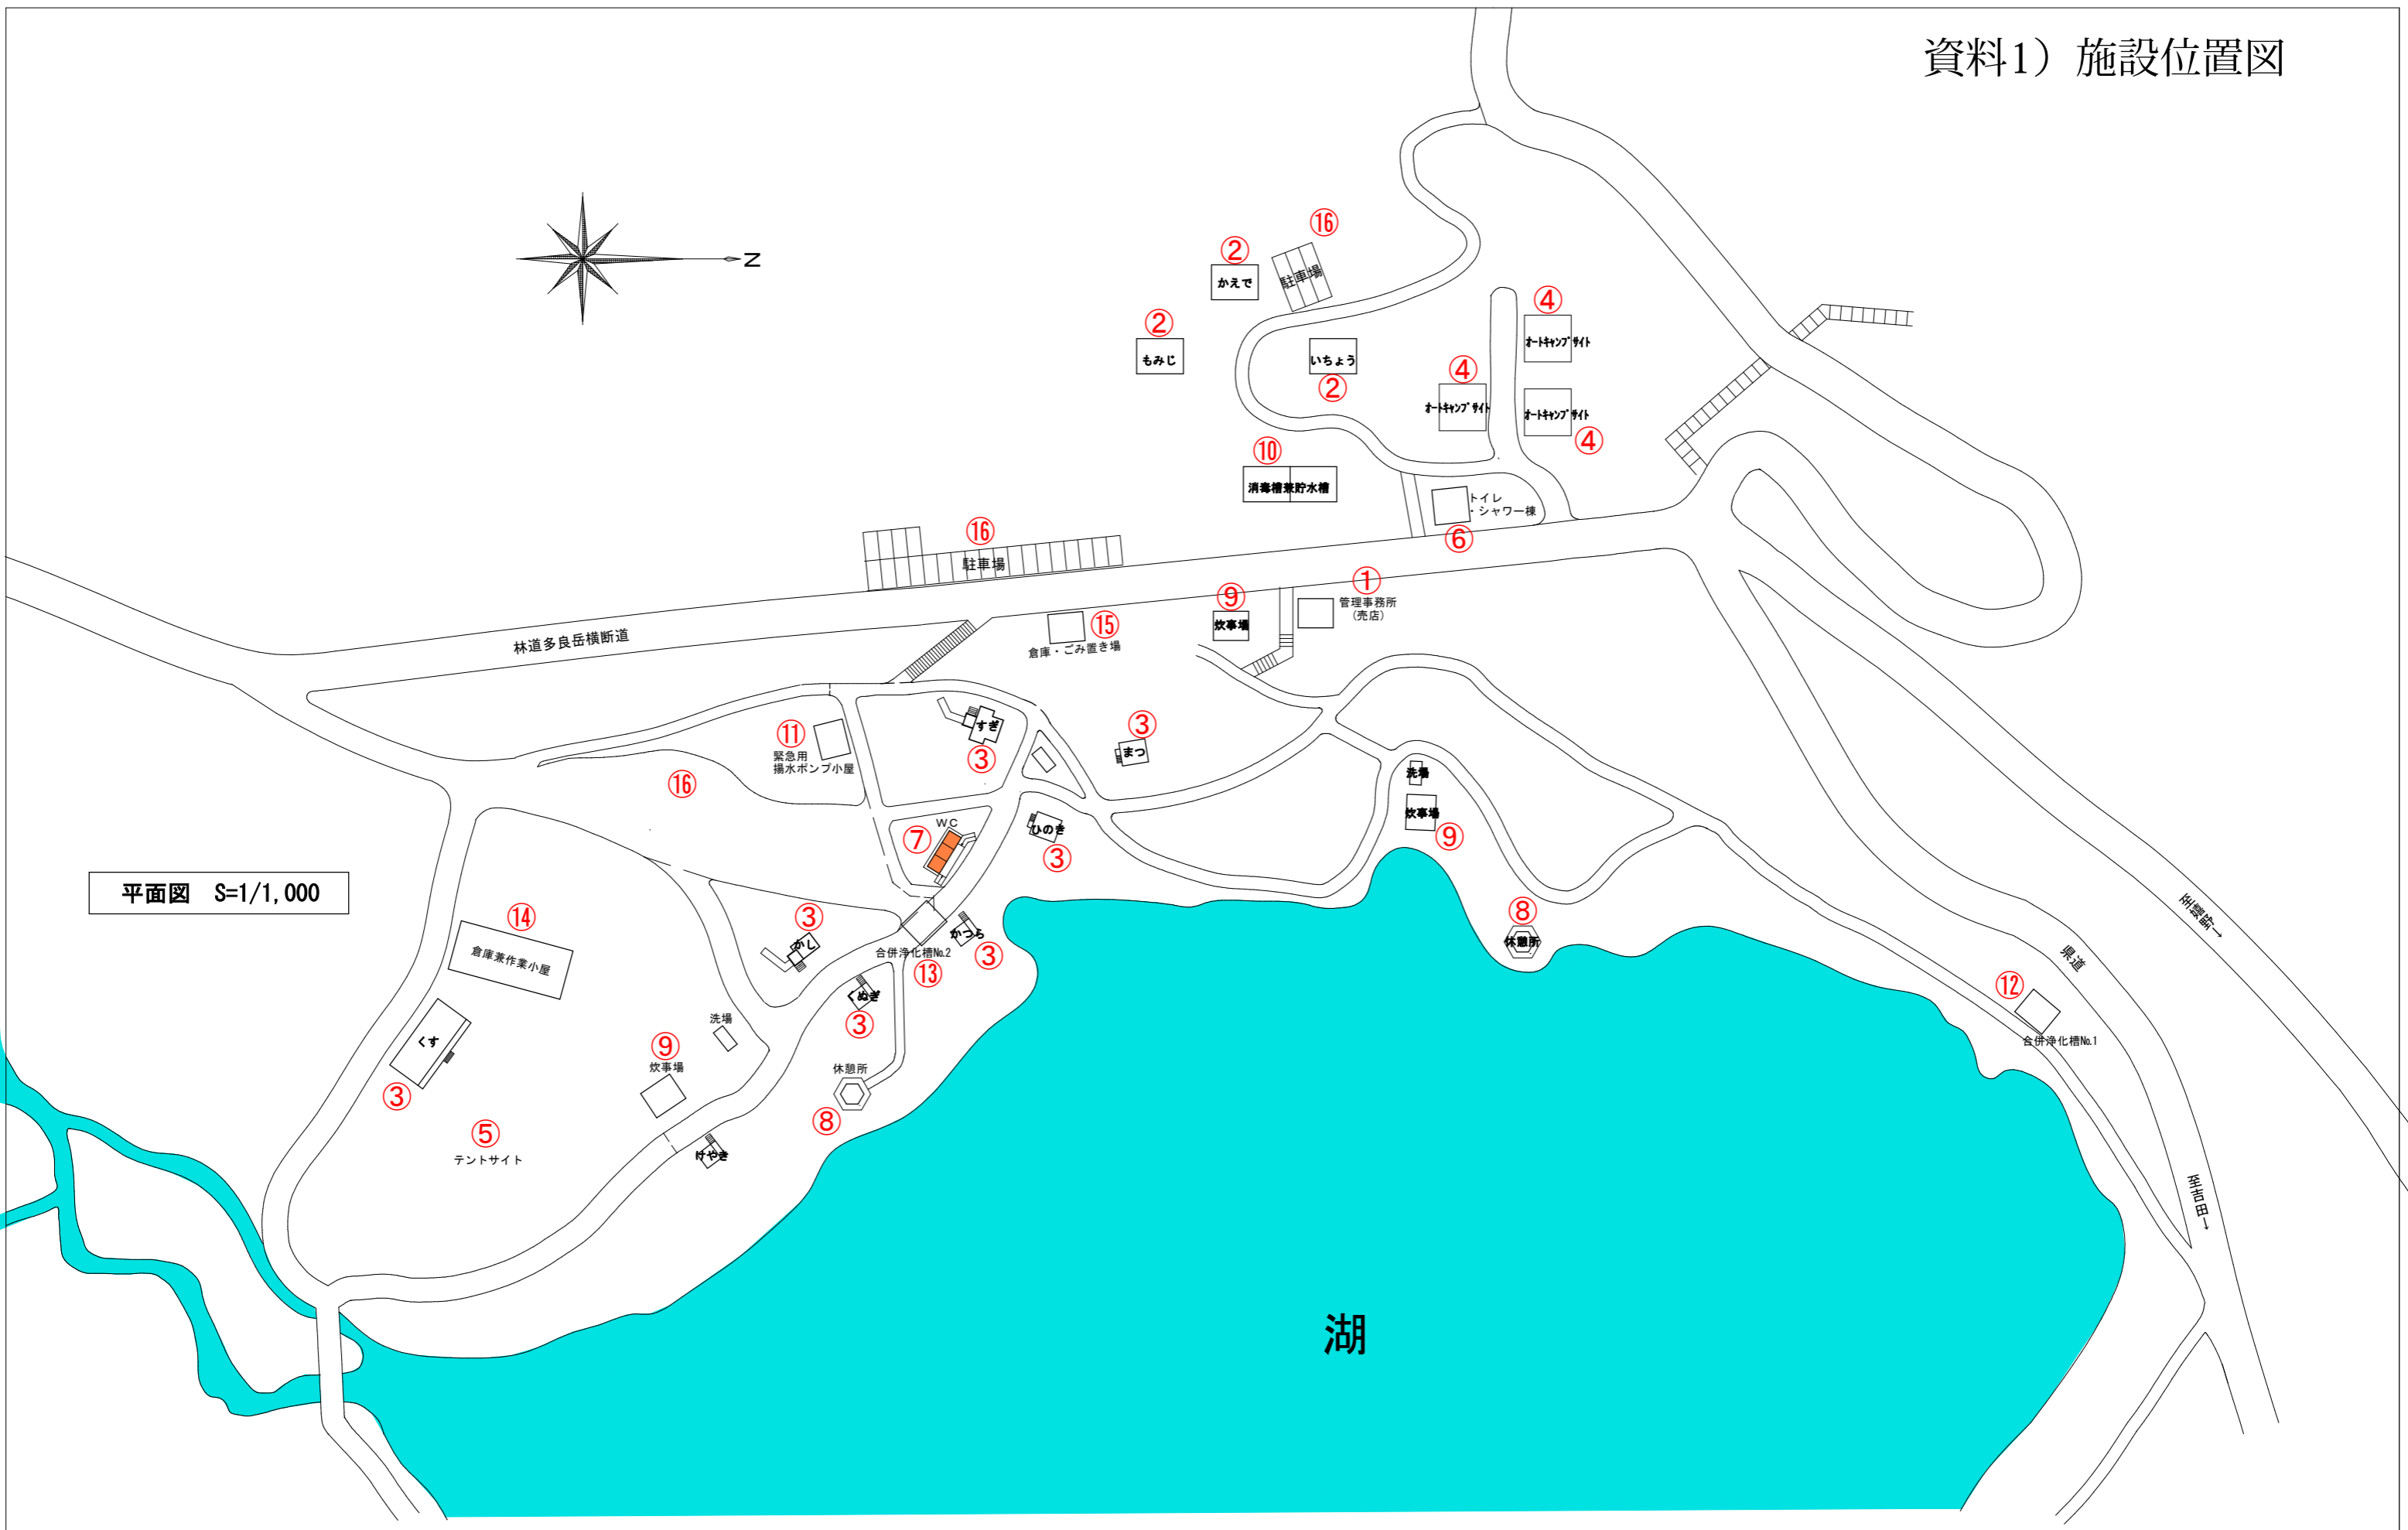 資料1）施設位置図
N
⑯
②
かえで
駐車場
②
もみじ
いちょう
②
④
オートキャンプサイト
④
オートキャンプサイト
オートキャンプサイト
④
⑩
消毒槽兼貯水槽
トイレ
・シャワー棟
⑥
⑯
駐車場
①
管理事務所
（売店）
⑨
炊事場
⑮
倉庫・ごみ置き場
林道多良岳横断道
⑪
緊急用
揚水ポンプ小屋
すぎ
③
③
まつ
⑯
洗場
炊事場
⑨
WC
⑦
ひのき
③
平面図 S=1/1,000
⑭
倉庫兼作業小屋
③
かし
かつら
③
合併浄化槽No.2
⑬
⑧
休憩所
至嬉野→
県道
⑫
合併浄化槽No.1
くぬぎ
③
洗場
くす
③
⑨
炊事場
休憩所
⑧
⑤
テントサイト
けやき
至吉田→
湖